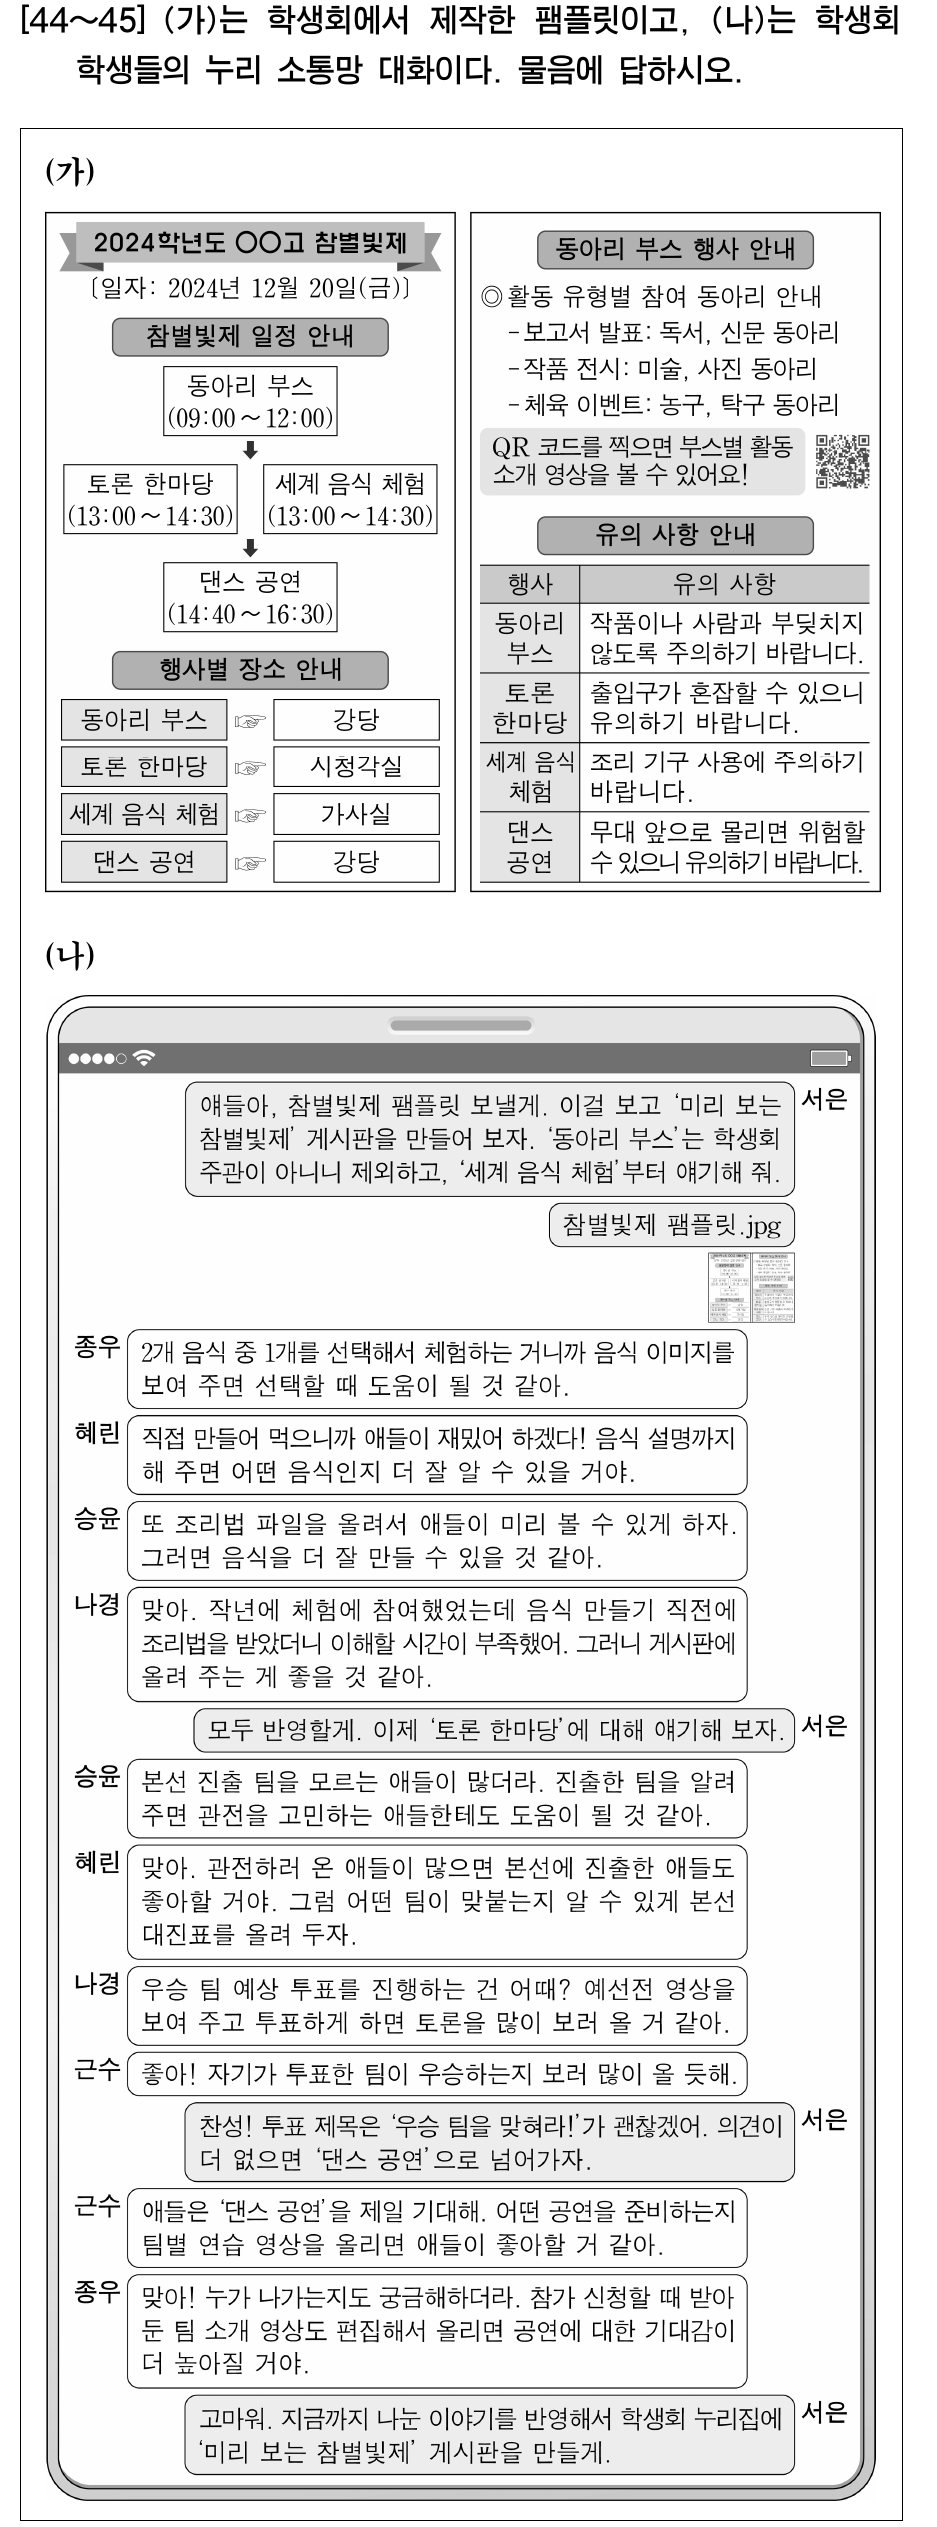 [44～45] (가)는 학생회에서 제작한 팸플릿이고, (나)는 학생회
학생들의 누리 소통망 대화이다. 물음에 답하시오.
(가)
2024학년도 〇〇고 참별빛제
〔일자: 2024년 12월 20일(금)〕
참별빛제 일정 안내
동아리 부스
(09:00～12:00)
토론 한마당
(13:00～14:30)
세계 음식 체험
(13:00～14:30)
댄스 공연
(14:40～16:30)
행사별 장소 안내
동아리 부스 ☞ 강당
토론 한마당 ☞ 시청각실
세계 음식 체험 ☞ 가사실
댄스 공연 ☞ 강당
동아리 부스 행사 안내
◎ 활동 유형별 참여 동아리 안내
- 보고서 발표: 독서, 신문 동아리
- 작품 전시: 미술, 사진 동아리
- 체육 이벤트: 농구, 탁구 동아리
QR 코드를 찍으면 부스별 활동
소개 영상을 볼 수 있어요!
유의 사항 안내
행사 유의 사항
동아리 작품이나 사람과 부딪치지
부스 않도록 주의하기 바랍니다.
토론 출입구가 혼잡할 수 있으니
한마당 유의하기 바랍니다.
세계 음식 조리 기구 사용에 주의하기
체험 바랍니다.
댄스 무대 앞으로 몰리면 위험할
공연 수 있으니 유의하기 바랍니다.
(나)
서은
얘들아, 참별빛제 팸플릿 보낼게. 이걸 보고 ‘미리 보는
참별빛제’ 게시판을 만들어 보자. ‘동아리 부스’는 학생회
주관이 아니니 제외하고, ‘세계 음식 체험’부터 얘기해 줘.
참별빛제 팸플릿.jpg
종우
2개 음식 중 1개를 선택해서 체험하는 거니까 음식 이미지를
보여 주면 선택할 때 도움이 될 것 같아.
혜린
직접 만들어 먹으니까 애들이 재밌어 하겠다! 음식 설명까지
해 주면 어떤 음식인지 더 잘 알 수 있을 거야.
승윤
또 조리법 파일을 올려서 애들이 미리 볼 수 있게 하자.
그러면 음식을 더 잘 만들 수 있을 것 같아.
나경
맞아. 작년에 체험에 참여했었는데 음식 만들기 직전에
조리법을 받았더니 이해할 시간이 부족했어. 그러니 게시판에
올려 주는 게 좋을 것 같아.
서은
모두 반영할게. 이제 ‘토론 한마당’에 대해 얘기해 보자.
승윤
본선 진출 팀을 모르는 애들이 많더라. 진출한 팀을 알려
주면 관전을 고민하는 애들한테도 도움이 될 것 같아.
혜린
맞아. 관전하러 온 애들이 많으면 본선에 진출한 애들도
좋아할 거야. 그럼 어떤 팀이 맞붙는지 알 수 있게 본선
대진표를 올려 두자.
나경
우승 팀 예상 투표를 진행하는 건 어때? 예선전 영상을
보여 주고 투표하게 하면 토론을 많이 보러 올 거 같아.
근수
좋아! 자기가 투표한 팀이 우승하는지 보러 많이 올 듯해.
서은
찬성! 투표 제목은 ‘우승 팀을 맞혀라!’가 괜찮겠어. 의견이
더 없으면 ‘댄스 공연’으로 넘어가자.
근수
애들은 ‘댄스 공연’을 제일 기대해. 어떤 공연을 준비하는지
팀별 연습 영상을 올리면 애들이 좋아할 거 같아.
종우
맞아! 누가 나가는지도 궁금해하더라. 참가 신청할 때 받아
둔 팀 소개 영상도 편집해서 올리면 공연에 대한 기대감이
더 높아질 거야.
서은
고마워. 지금까지 나눈 이야기를 반영해서 학생회 누리집에
‘미리 보는 참별빛제’ 게시판을 만들게.